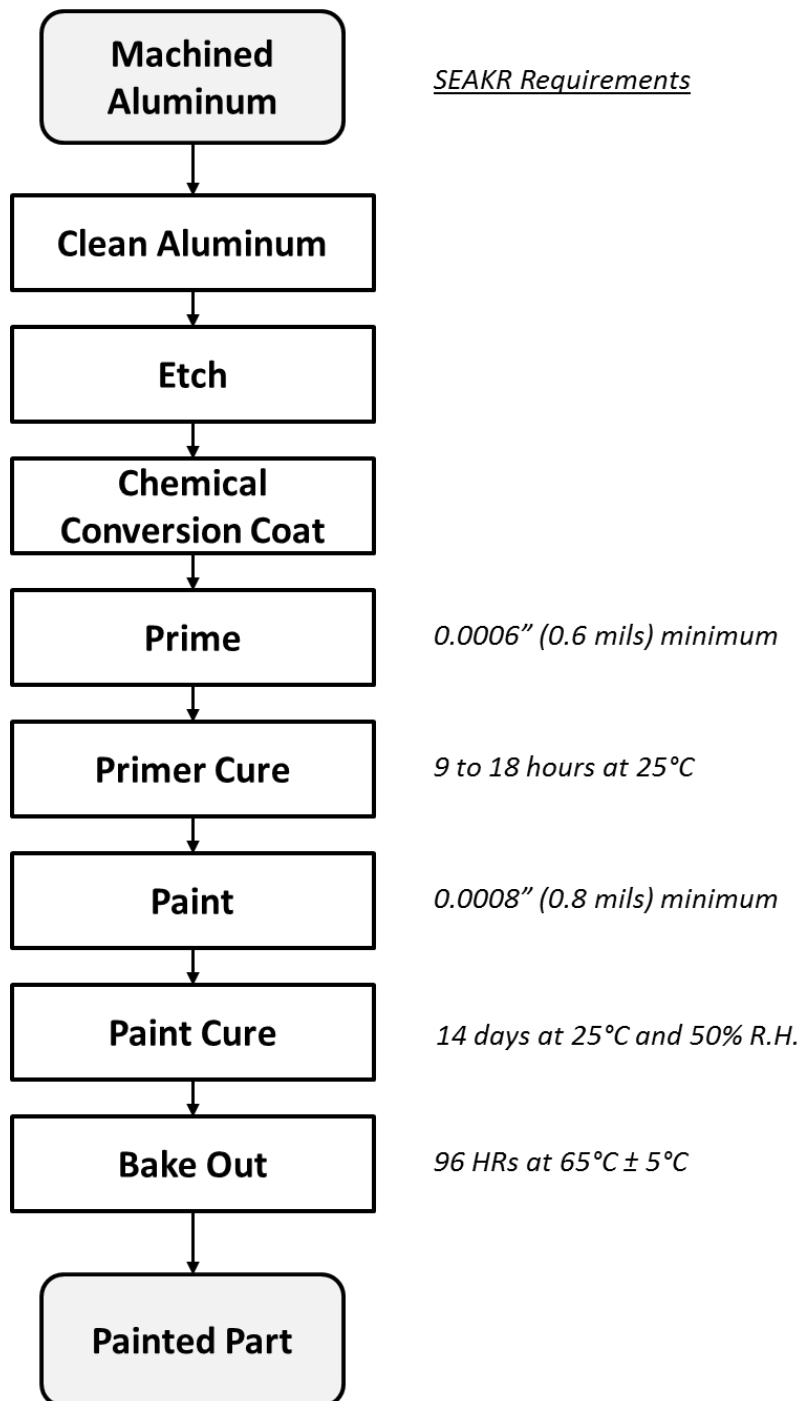 Machined
Aluminum
SEAKR Requirements
Clean Aluminum
Etch
Chemical
Conversion Coat
Prime
0.0006” (0.6 mils) minimum
Primer Cure
9 to 18 hours at 25°C
Paint
0.0008” (0.8 mils) minimum
Paint Cure
14 days at 25°C and 50% R.H.
Bake Out
96 HRs at 65°C ± 5°C
Painted Part